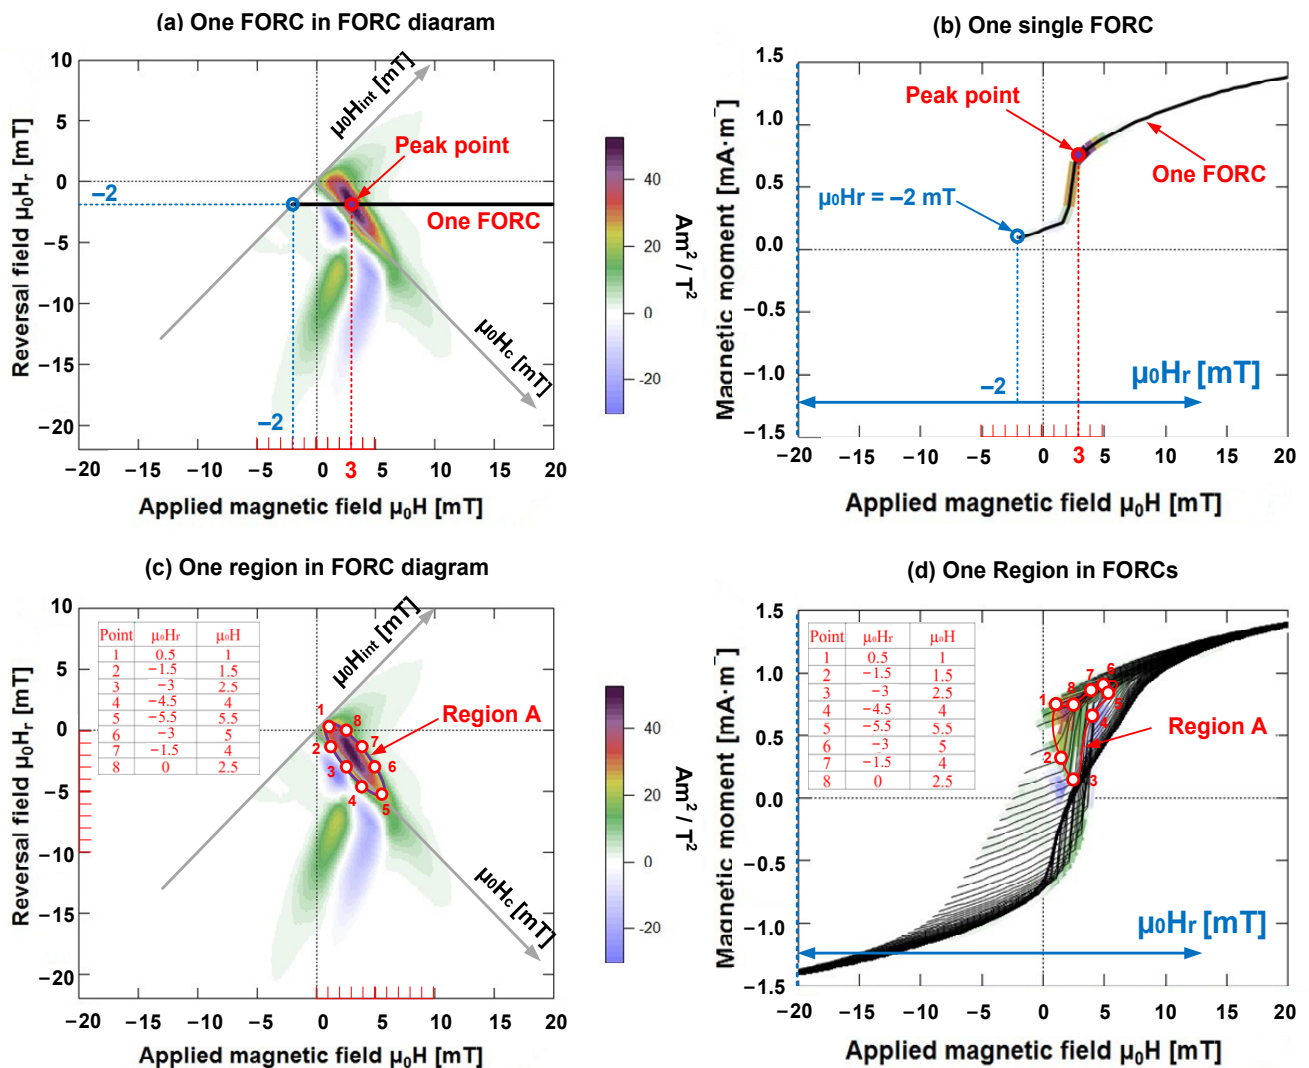 (a) One FORC in FORC diagram
10
5
0
−5
−10
−15
−20
Reversal field μ₀Hr [mT]
μ₀Hint [mT]
Peak point
−2
One FORC
μ₀Hc [mT]
−2
−20 −15 −10 −5 0 5 10 15 20
3
Applied magnetic field μ₀H [mT]
40
20
0
-20
Am² / T²
(b) One single FORC
1.5
1.0
0.5
0.0
−0.5
−1.0
−1.5
Magnetic moment [mA·m²]
Peak point
One FORC
μ₀Hr = −2 mT
μ₀Hr [mT]
−2
−20 −15 −10 −5 0 3 5 10 15 20
Applied magnetic field μ₀H [mT]
(c) One region in FORC diagram
10
5
0
−5
−10
−15
−20
Reversal field μ₀Hr [mT]
Point μ₀Hr μ₀H
1 0.5 1
2 −1.5 1.5
3 −3 2.5
4 −4.5 4
5 −5.5 5.5
6 −3 5
7 −1.5 4
8 0 2.5
μ₀Hint [mT]
Region A
1
8
2
7
3
6
4
5
μ₀Hc [mT]
−20 −15 −10 −5 0 5 10 15 20
Applied magnetic field μ₀H [mT]
40
20
0
-20
Am² / T²
(d) One Region in FORCs
1.5
1.0
0.5
0.0
−0.5
−1.0
−1.5
Magnetic moment [mA·m²]
Point μ₀Hr μ₀H
1 0.5 1
2 −1.5 1.5
3 −3 2.5
4 −4.5 4
5 −5.5 5.5
6 −3 5
7 −1.5 4
8 0 2.5
6
7
1
8
5
4
Region A
2
3
μ₀Hr [mT]
−20 −15 −10 −5 0 5 10 15 20
Applied magnetic field μ₀H [mT]